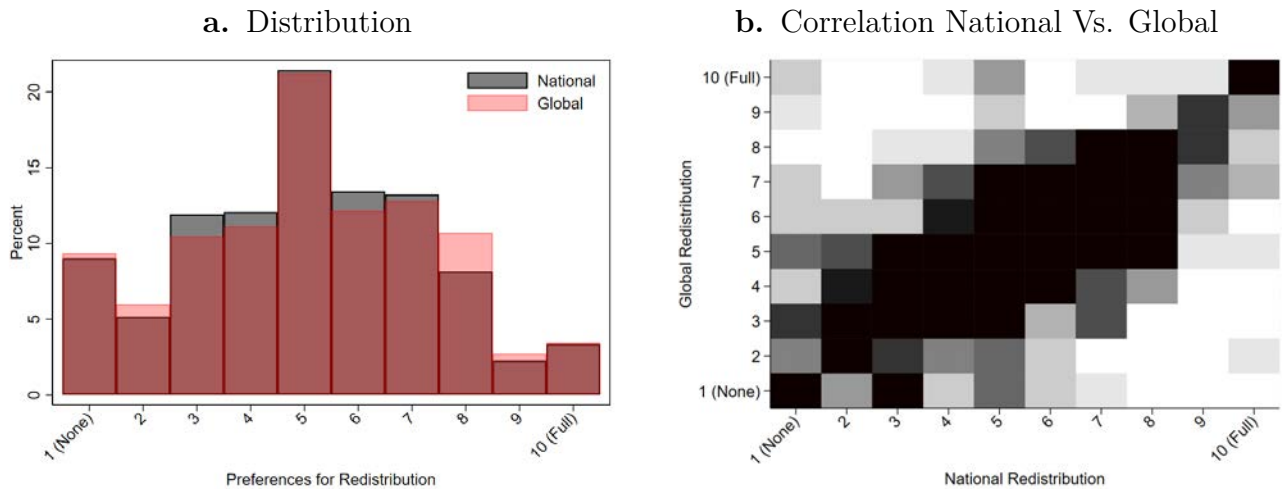 a. Distribution
National
Global
Percent
20
15
10
5
0
1 (None)
2
3
4
5
6
7
8
9
10 (Full)
Preferences for Redistribution
b. Correlation National Vs. Global
Global Redistribution
10 (Full)
9
8
7
6
5
4
3
2
1 (None)
1 (None)
2
3
4
5
6
7
8
9
10 (Full)
National Redistribution